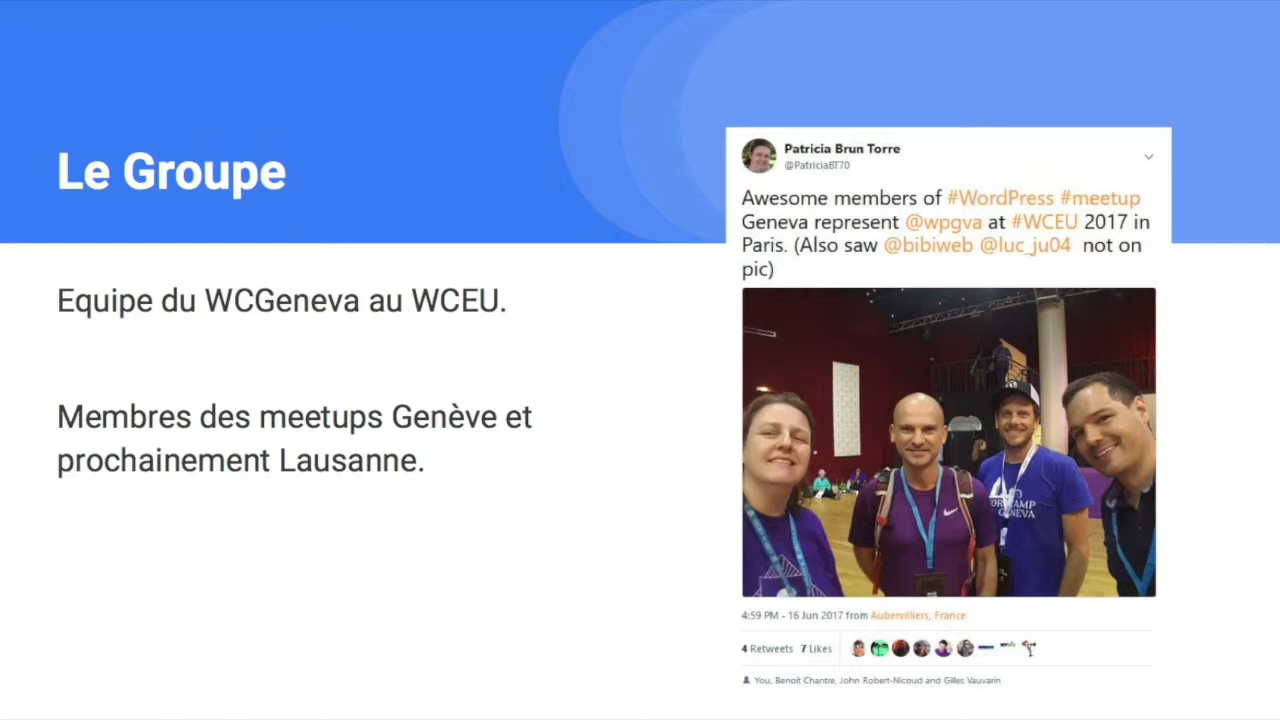 Le Groupe
Equipe du WCGeneva au WCEU.
Membres des meetups Genève et
prochainement Lausanne.
Patricia Brun Torre
@PatriciaBT70
Awesome members of #WordPress #meetup
Geneva represent @wpgva at #WCEU 2017 in
Paris. (Also saw @bibiweb @luc_ju04 not on
pic)
CAMP
GENEVA
4:59 PM - 16 Jun 2017 from Aubervilliers, France
4 Retweets 7 Likes
You, Benoît Chantre, John Robert-Nicoud and Gilles Vauvarin